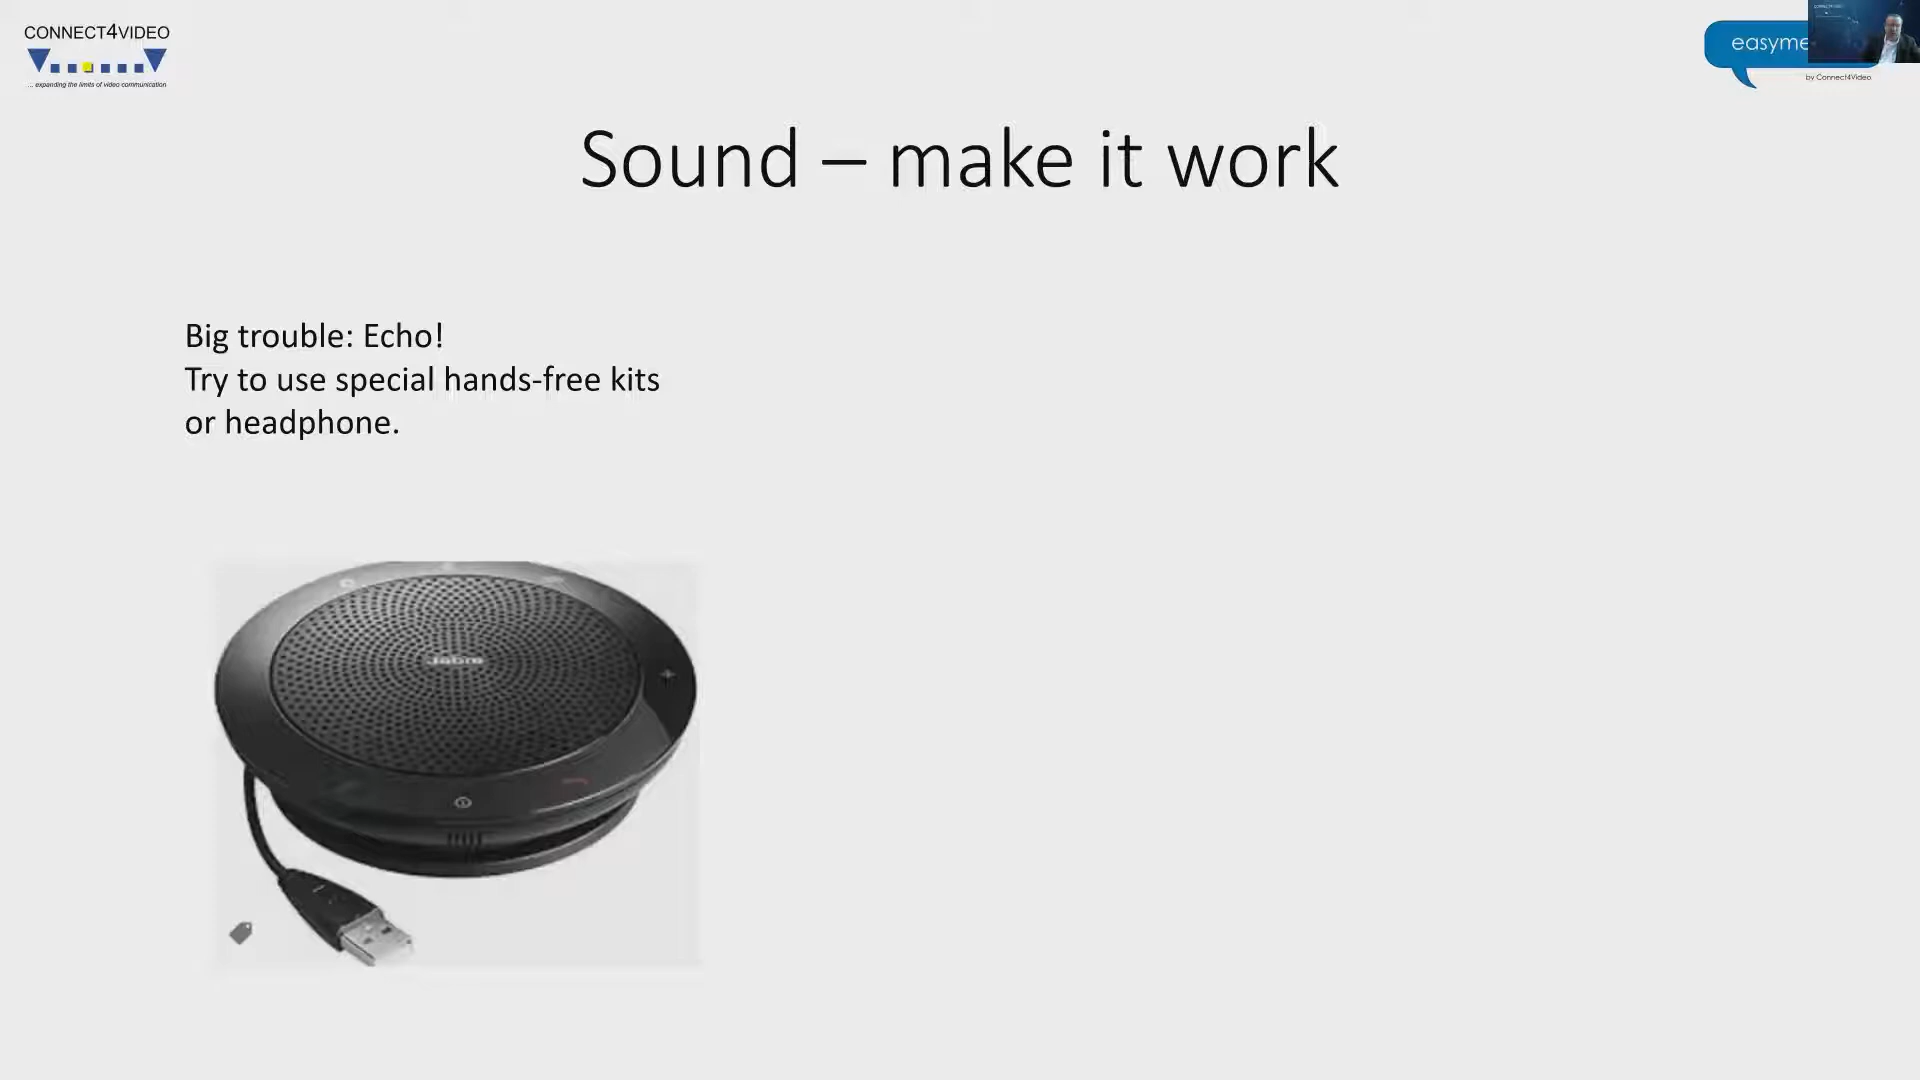 CONNECT4VIDEO
... expanding the limits of video communication
easyme
by Connect4Video
Sound – make it work
Big trouble: Echo!
Try to use special hands-free kits
or headphone.
Jabra